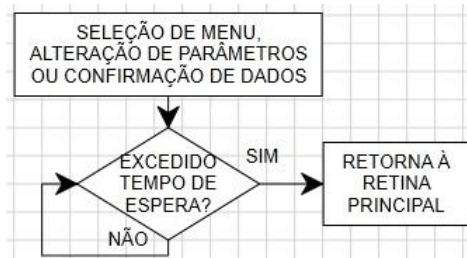 SELEÇÃO DE MENU,
ALTERAÇÃO DE PARÂMETROS
OU CONFIRMAÇÃO DE DADOS
EXCEDIDO
TEMPO DE
ESPERA?
SIM
NÃO
RETORNA À
RETINA
PRINCIPAL